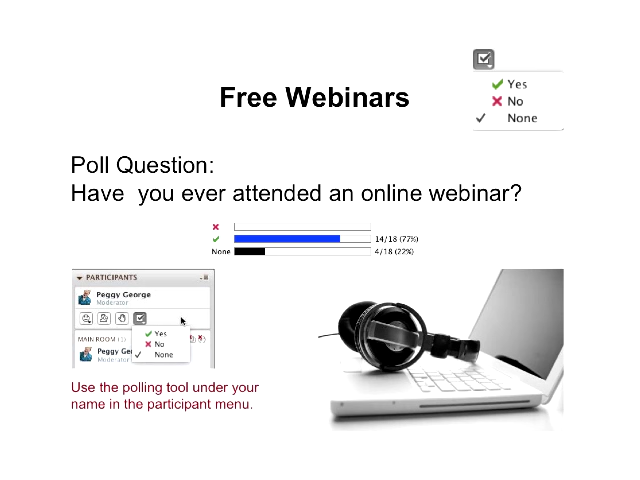 Free Webinars
Yes
No
None
Poll Question:
Have you ever attended an online webinar?
14/18 (77%)
None 4/18 (22%)
PARTICIPANTS
Peggy George
Moderator
Yes
No
None
MAIN ROOM
Peggy Ge
Moderator
Use the polling tool under your
name in the participant menu.